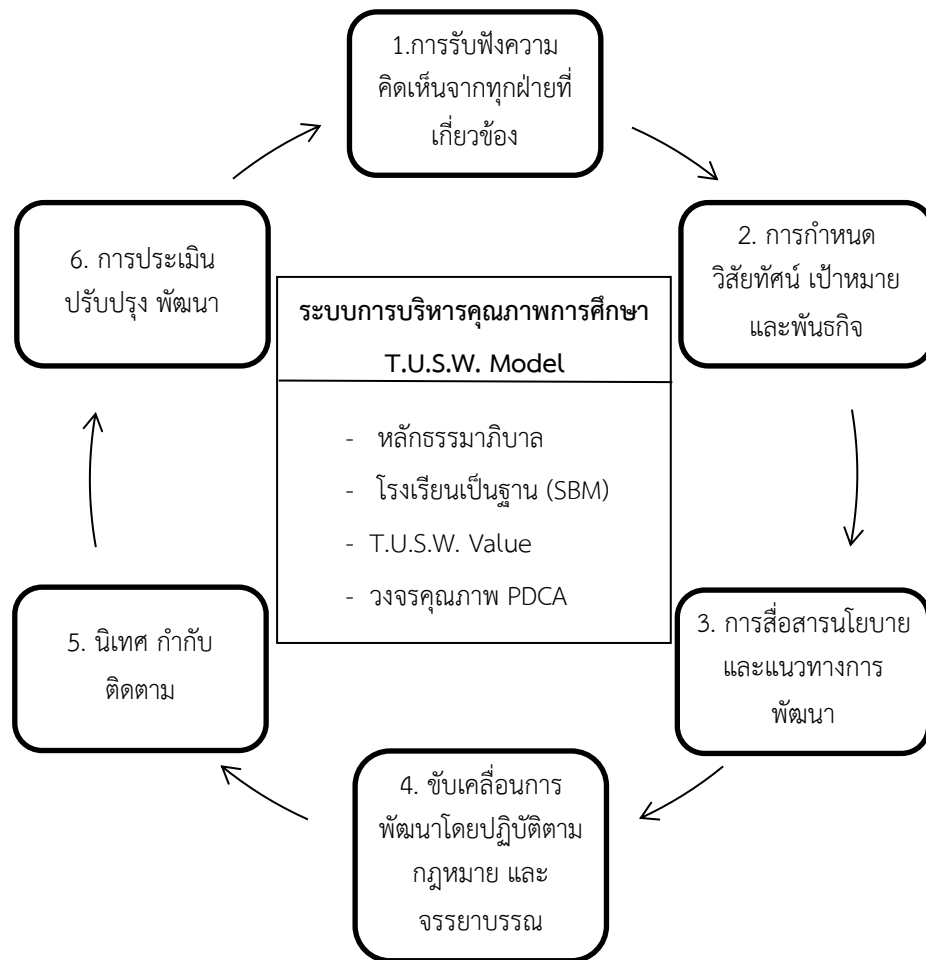 1.การรับฟังความ
คิดเห็นจากทุกฝ่ายที่
เกี่ยวข้อง
2. การกำหนด
วิสัยทัศน์ เป้าหมาย
และพันธกิจ
3. การสื่อสารนโยบาย
และแนวทางการ
พัฒนา
4. ขับเคลื่อนการ
พัฒนาโดยปฏิบัติตาม
กฎหมาย และ
จรรยาบรรณ
5. นิเทศ กำกับ
ติดตาม
6. การประเมิน
ปรับปรุง พัฒนา
ระบบการบริหารคุณภาพการศึกษา
T.U.S.W. Model
- หลักธรรมาภิบาล
- โรงเรียนเป็นฐาน (SBM)
- T.U.S.W. Value
- วงจรคุณภาพ PDCA